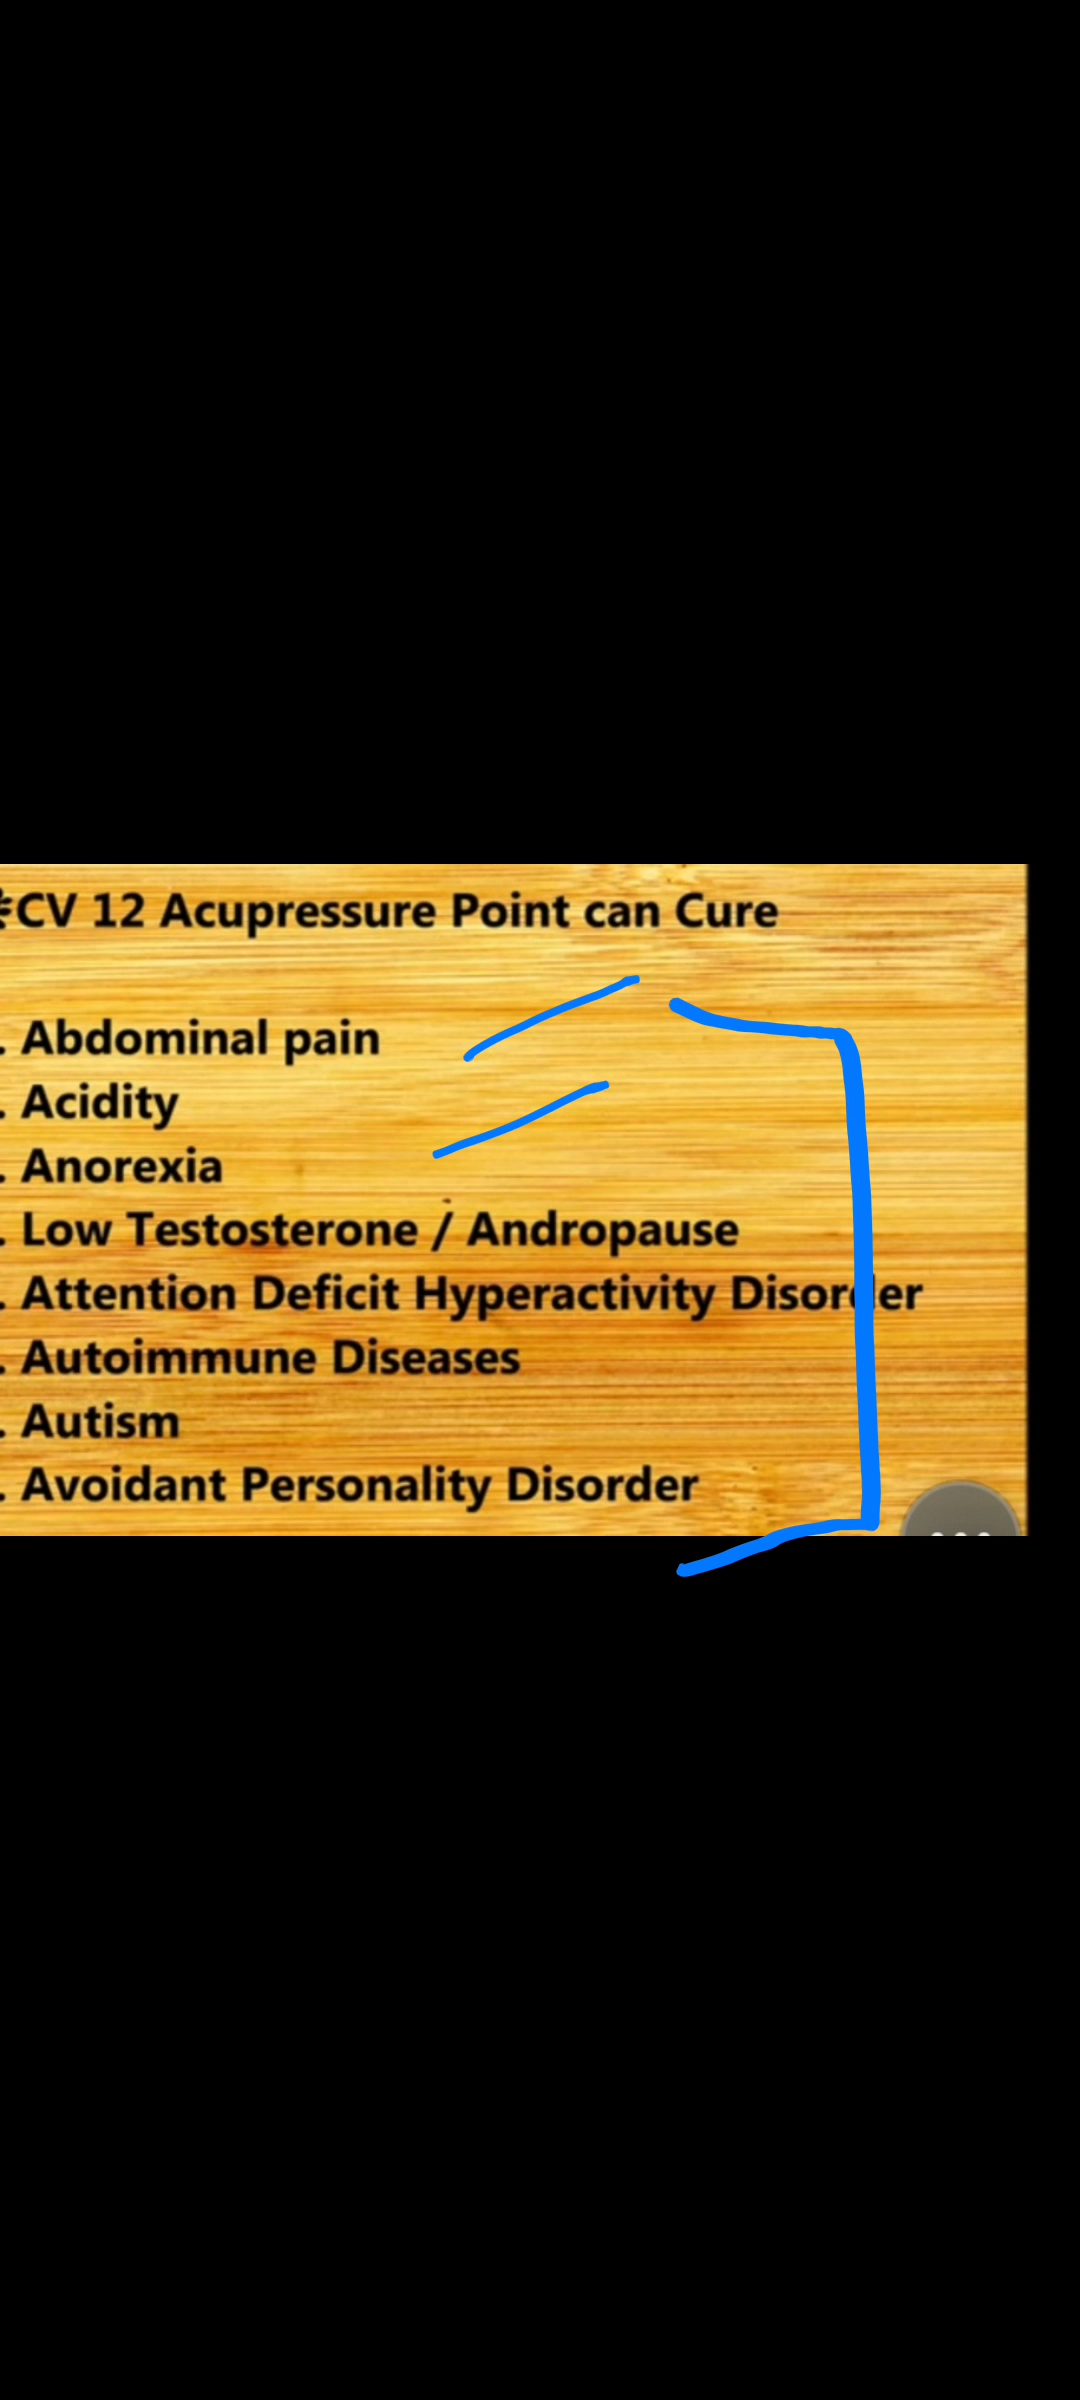 *CV 12 Acupressure Point can Cure
. Abdominal pain
. Acidity
. Anorexia
. Low Testosterone / Andropause
. Attention Deficit Hyperactivity Disorder
. Autoimmune Diseases
. Autism
. Avoidant Personality Disorder